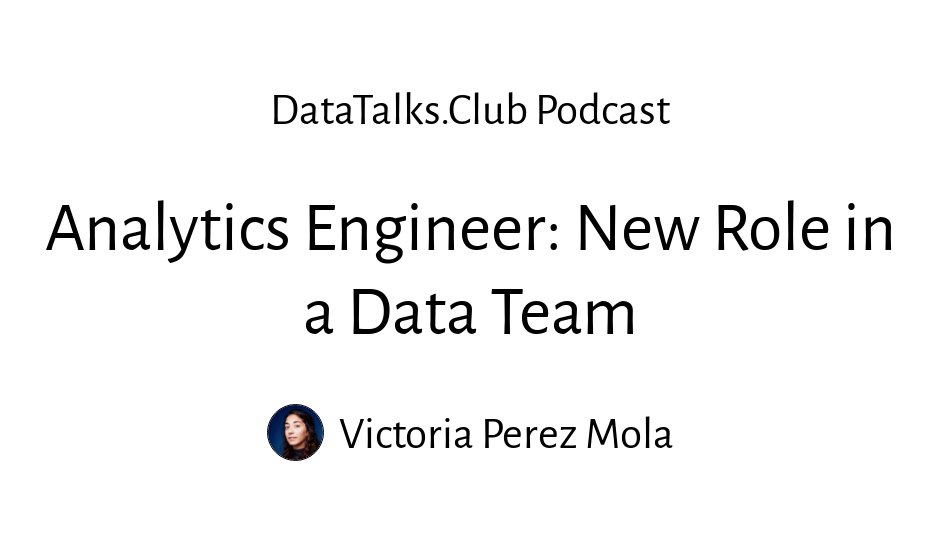 DataTalks.Club Podcast
Analytics Engineer: New Role in
a Data Team
Victoria Perez Mola